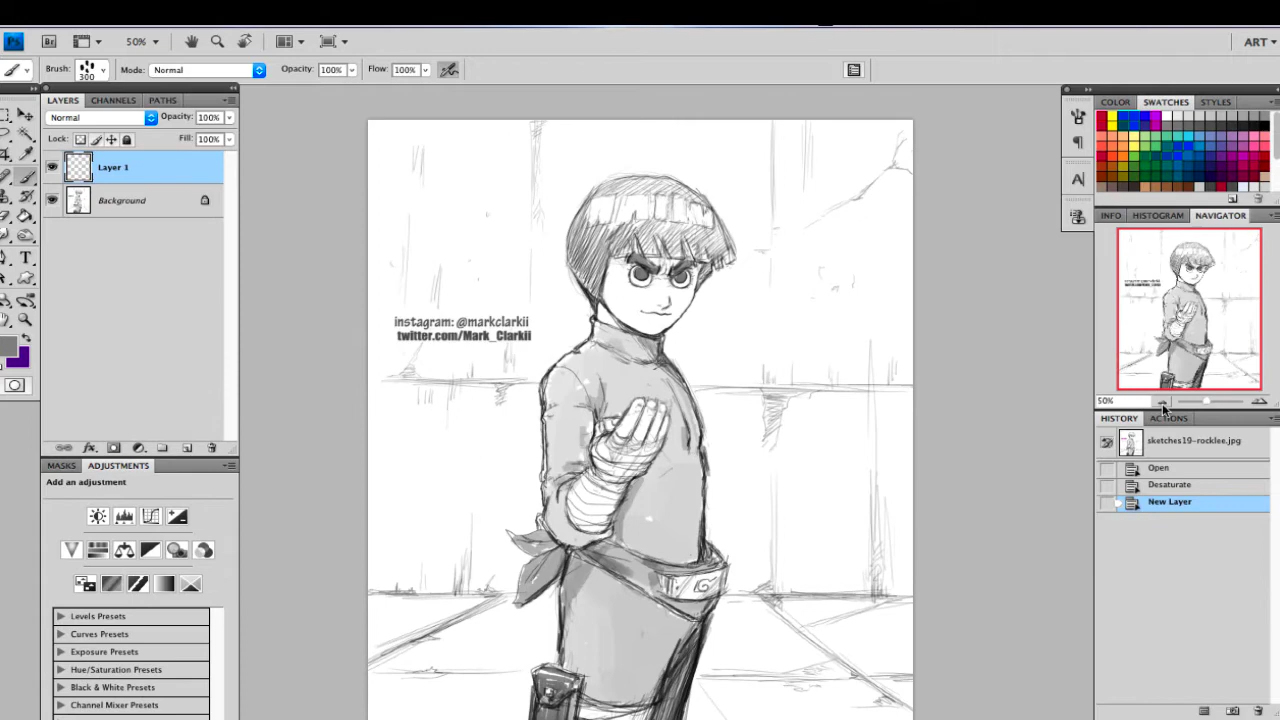 Ps Br 50% ART
Brush: 300 Mode: Normal Opacity: 100% Flow: 100%
LAYERS CHANNELS PATHS
Normal Opacity: 100%
Lock: Fill: 100%
Layer 1
Background
MASKS ADJUSTMENTS
Add an adjustment
Levels Presets
Curves Presets
Exposure Presets
Hue/Saturation Presets
Black & White Presets
Channel Mixer Presets
instagram: @markclarkii
twitter.com/Mark_Clarkii
COLOR SWATCHES STYLES
INFO HISTOGRAM NAVIGATOR
50%
HISTORY ACTIONS
sketches19-rocklee.jpg
Open
Desaturate
New Layer